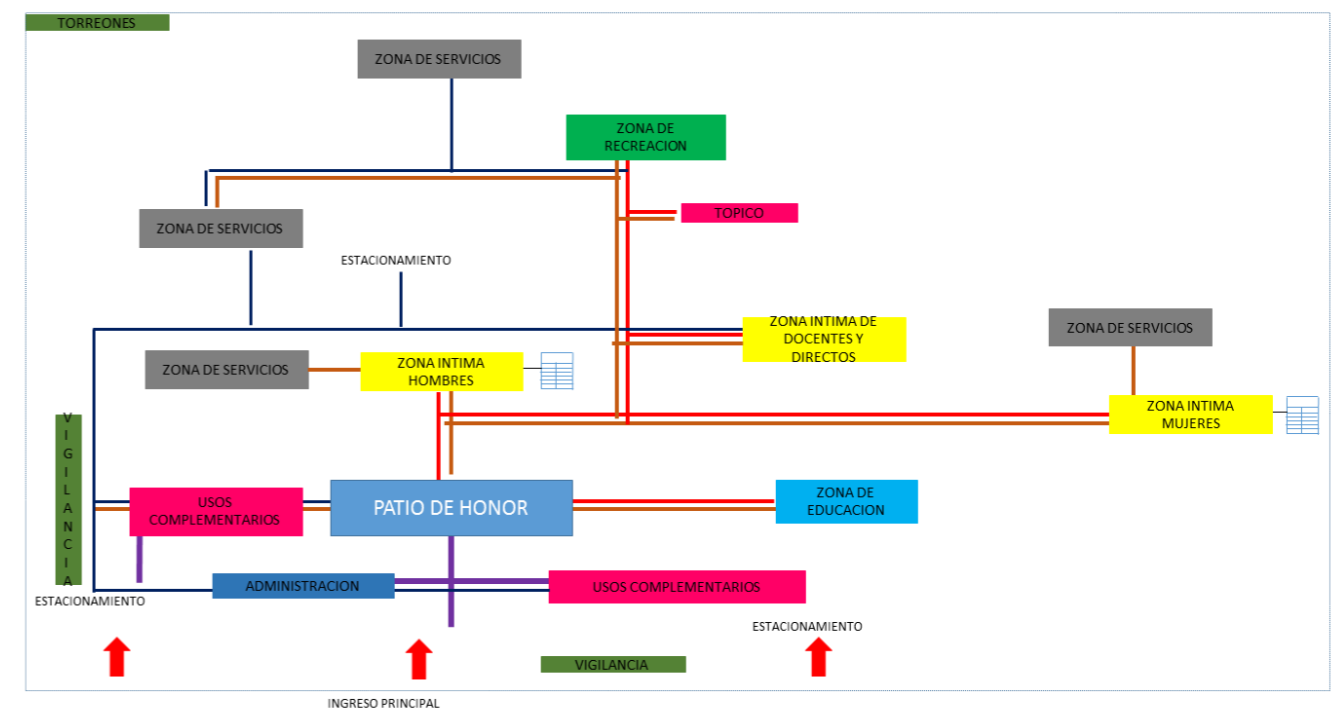 TORREONES
ZONA DE SERVICIOS
ZONA DE
RECREACION
TOPICO
ZONA DE SERVICIOS
ESTACIONAMIENTO
ZONA INTIMA DE
DOCENTES Y
DIRECTOS
ZONA DE SERVICIOS
ZONA DE SERVICIOS
ZONA INTIMA
HOMBRES
ZONA INTIMA
MUJERES
VIGILANCIA
USOS
COMPLEMENTARIOS
PATIO DE HONOR
ZONA DE
EDUCACION
ADMINISTRACION
USOS COMPLEMENTARIOS
ESTACIONAMIENTO
ESTACIONAMIENTO
VIGILANCIA
INGRESO PRINCIPAL